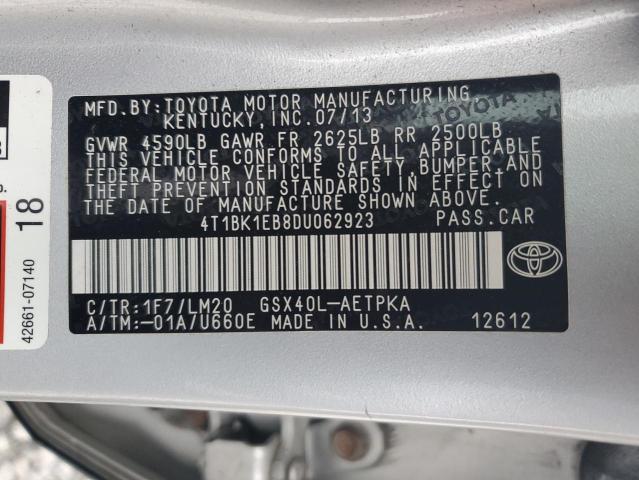 MFD.BY:TOYOTA MOTOR MANUFACTURING
KENTUCKY, INC. 07/13
GVWR 4590LB GAWR FR 2625LB RR 2500LB
THIS VEHICLE CONFORMS TO ALL APPLICABLE
FEDERAL MOTOR VEHICLE SAFETY, BUMPER, AND
THEFT PREVENTION STANDARDS IN EFFECT ON
THE DATE OF MANUFACTURE SHOWN ABOVE.
4T1BK1EB8DU062923 PASS.CAR
C/TR:1F7/LM20 GSX40L-AETPKA
A/TM:-01A/U660E MADE IN U.S.A. 12612
18
42661-07140
TOYOTA